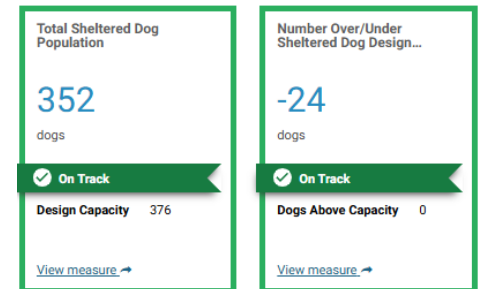 Total Sheltered Dog
Population
352
dogs
On Track
Design Capacity 376
View measure
Number Over/Under
Sheltered Dog Design...
-24
dogs
On Track
Dogs Above Capacity 0
View measure